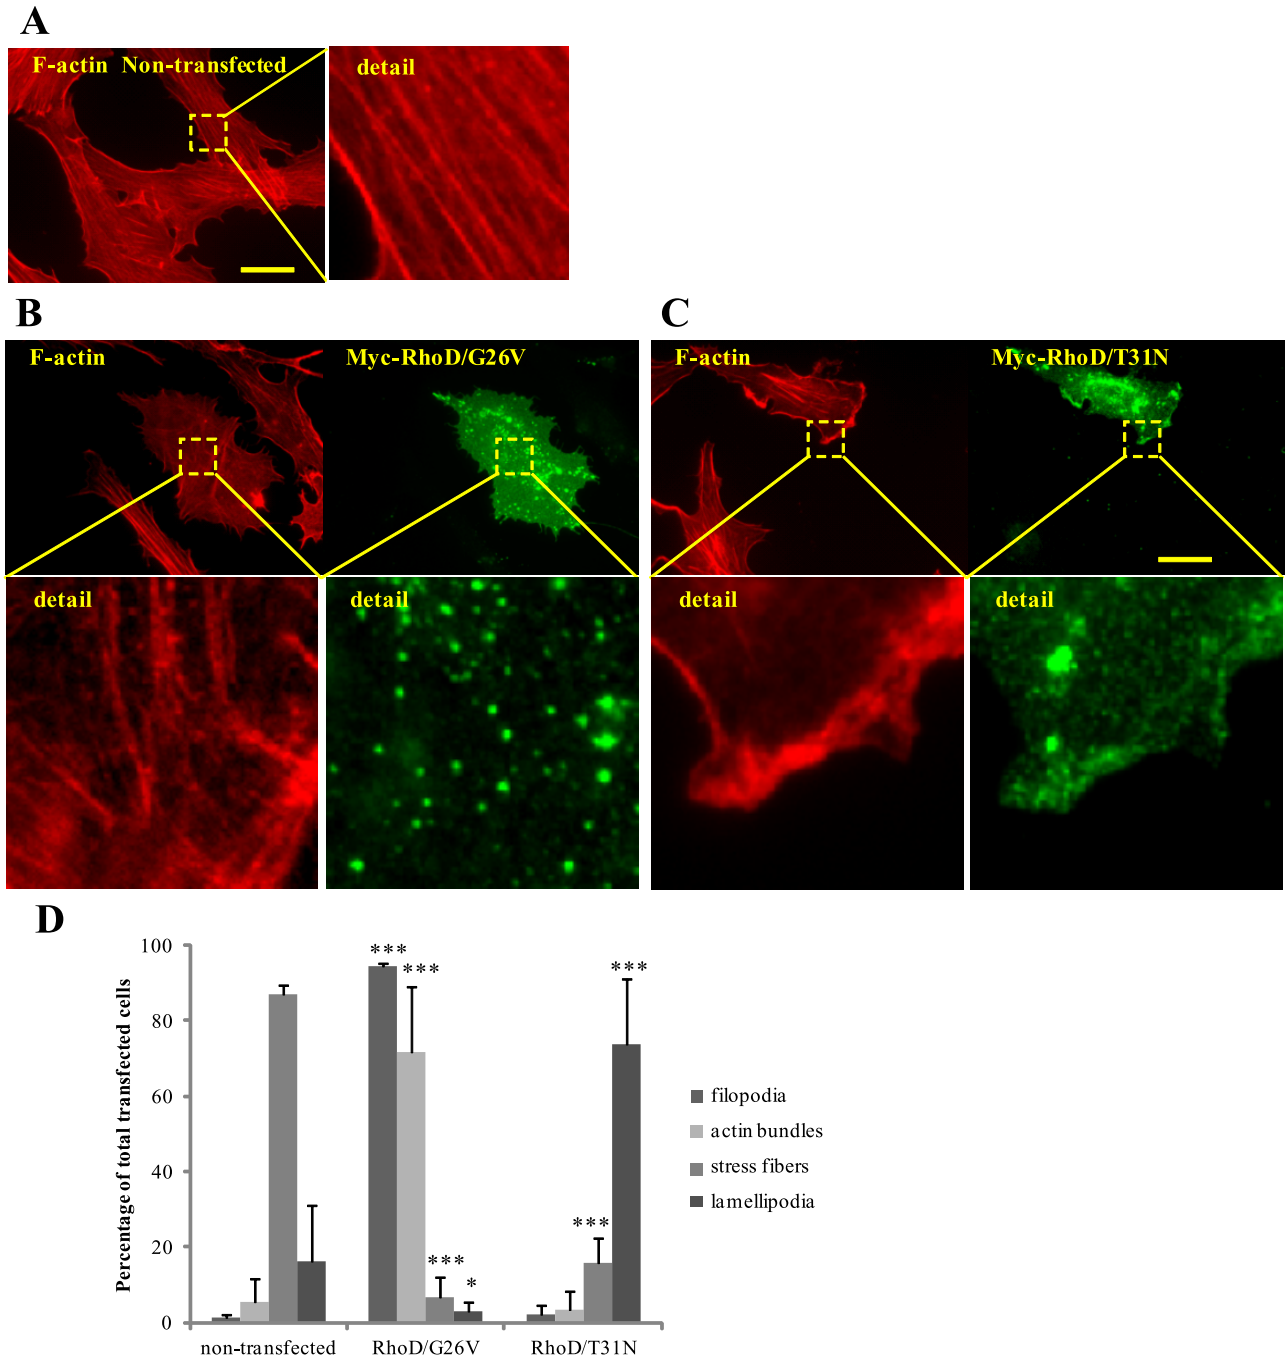 A
F-actin Non-transfected
detail
B
F-actin
Myc-RhoD/G26V
detail
detail
C
F-actin
Myc-RhoD/T31N
detail
detail
D
Percentage of total transfected cells
100
80
60
40
20
0
***
***
***
*
***
***
non-transfected
RhoD/G26V
RhoD/T31N
filopodia
actin bundles
stress fibers
lamellipodia